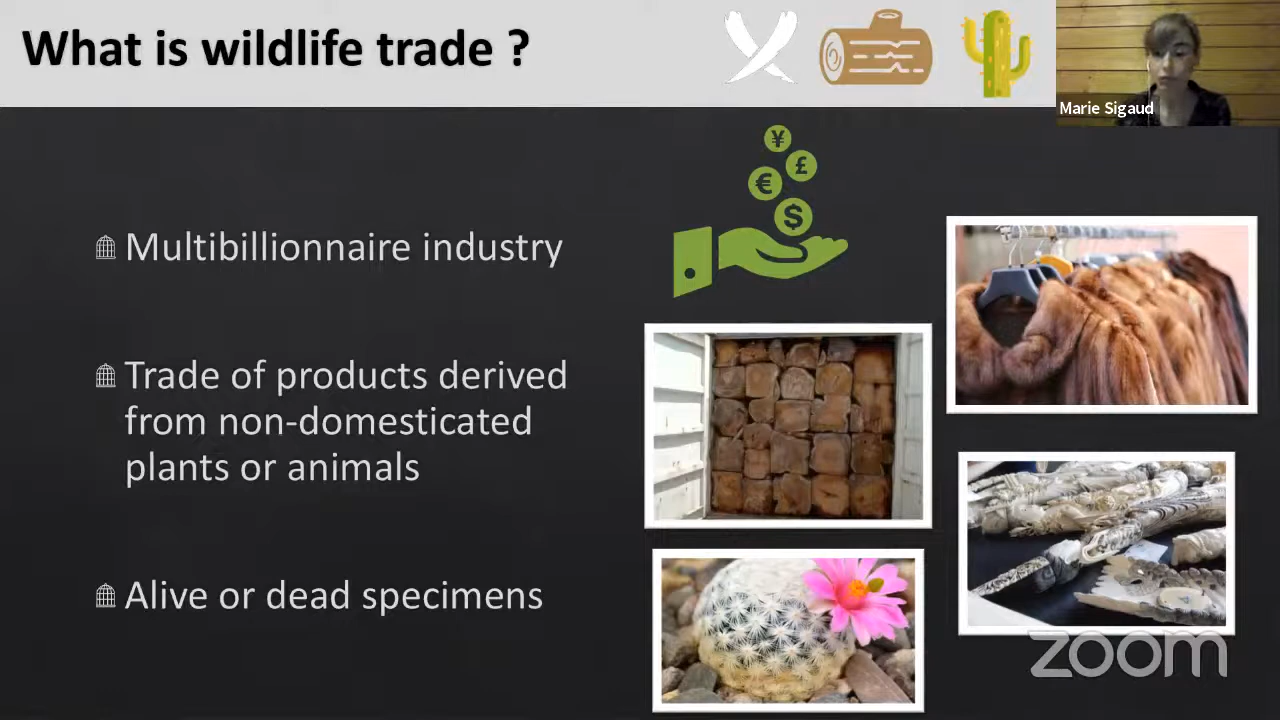 What is wildlife trade ?
Marie Sigaud
¥
£
€
$
Multibillionnaire industry
Trade of products derived
from non-domesticated
plants or animals
Alive or dead specimens
zoom